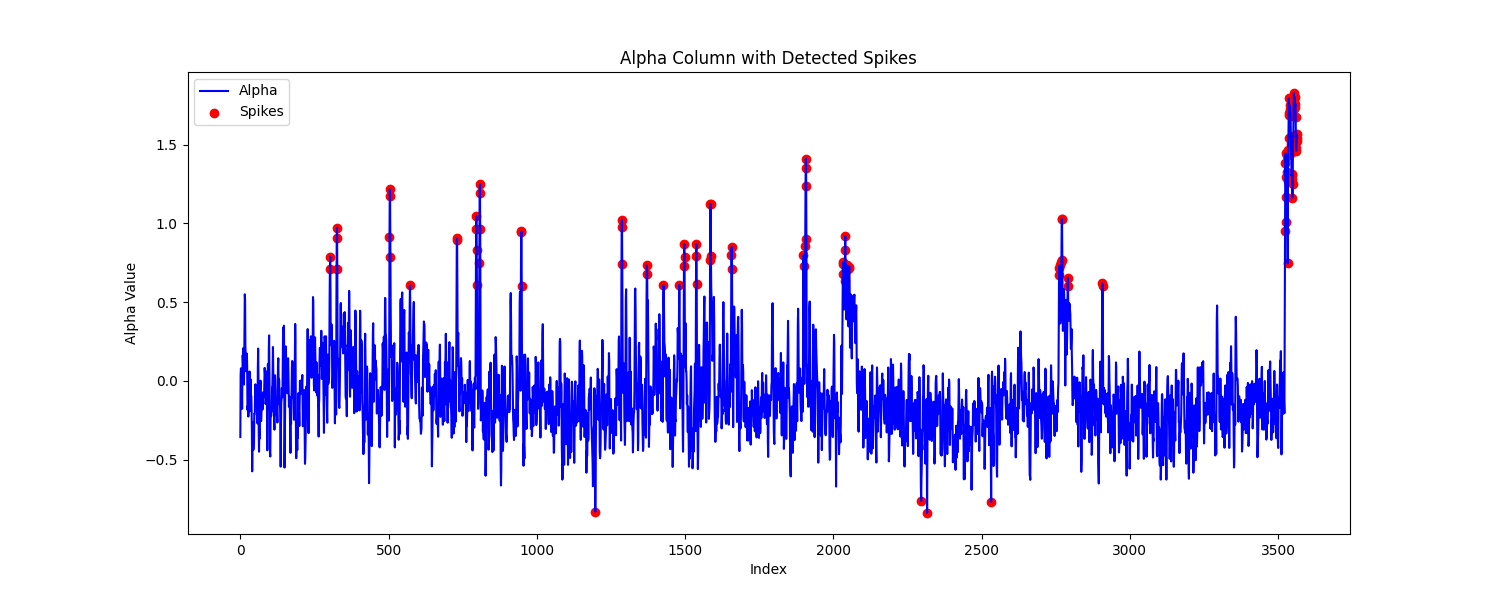 Alpha Column with Detected Spikes
Alpha
Spikes
Alpha Value
1.5
1.0
0.5
0.0
−0.5
0 500 1000 1500 2000 2500 3000 3500
Index